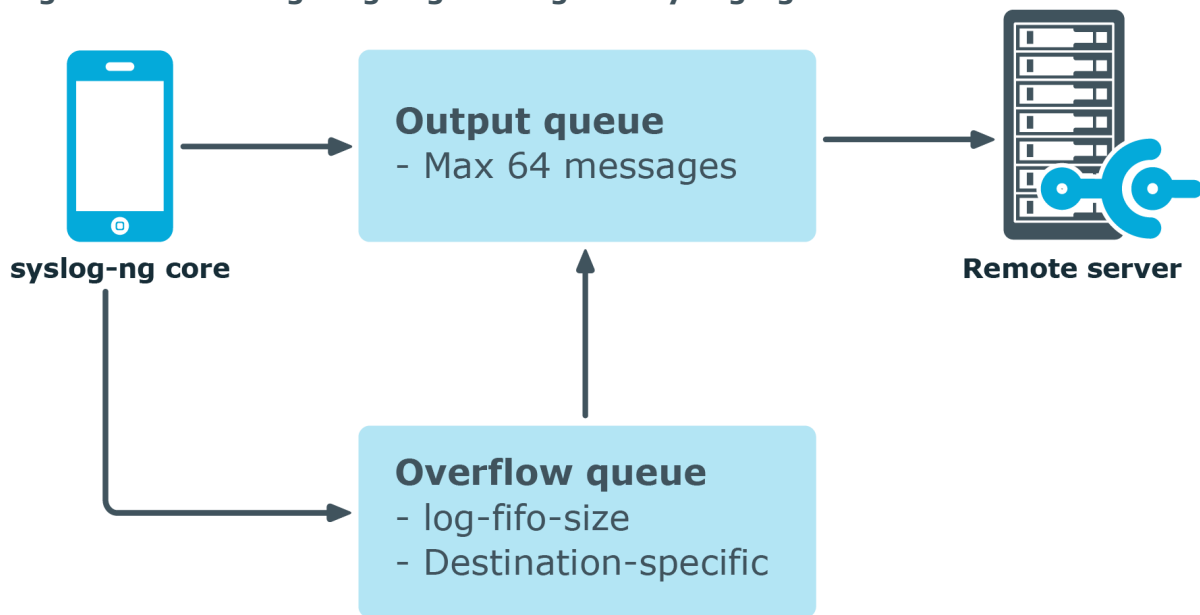 Output queue
- Max 64 messages
syslog-ng core
Remote server
Overflow queue
- log-fifo-size
- Destination-specific